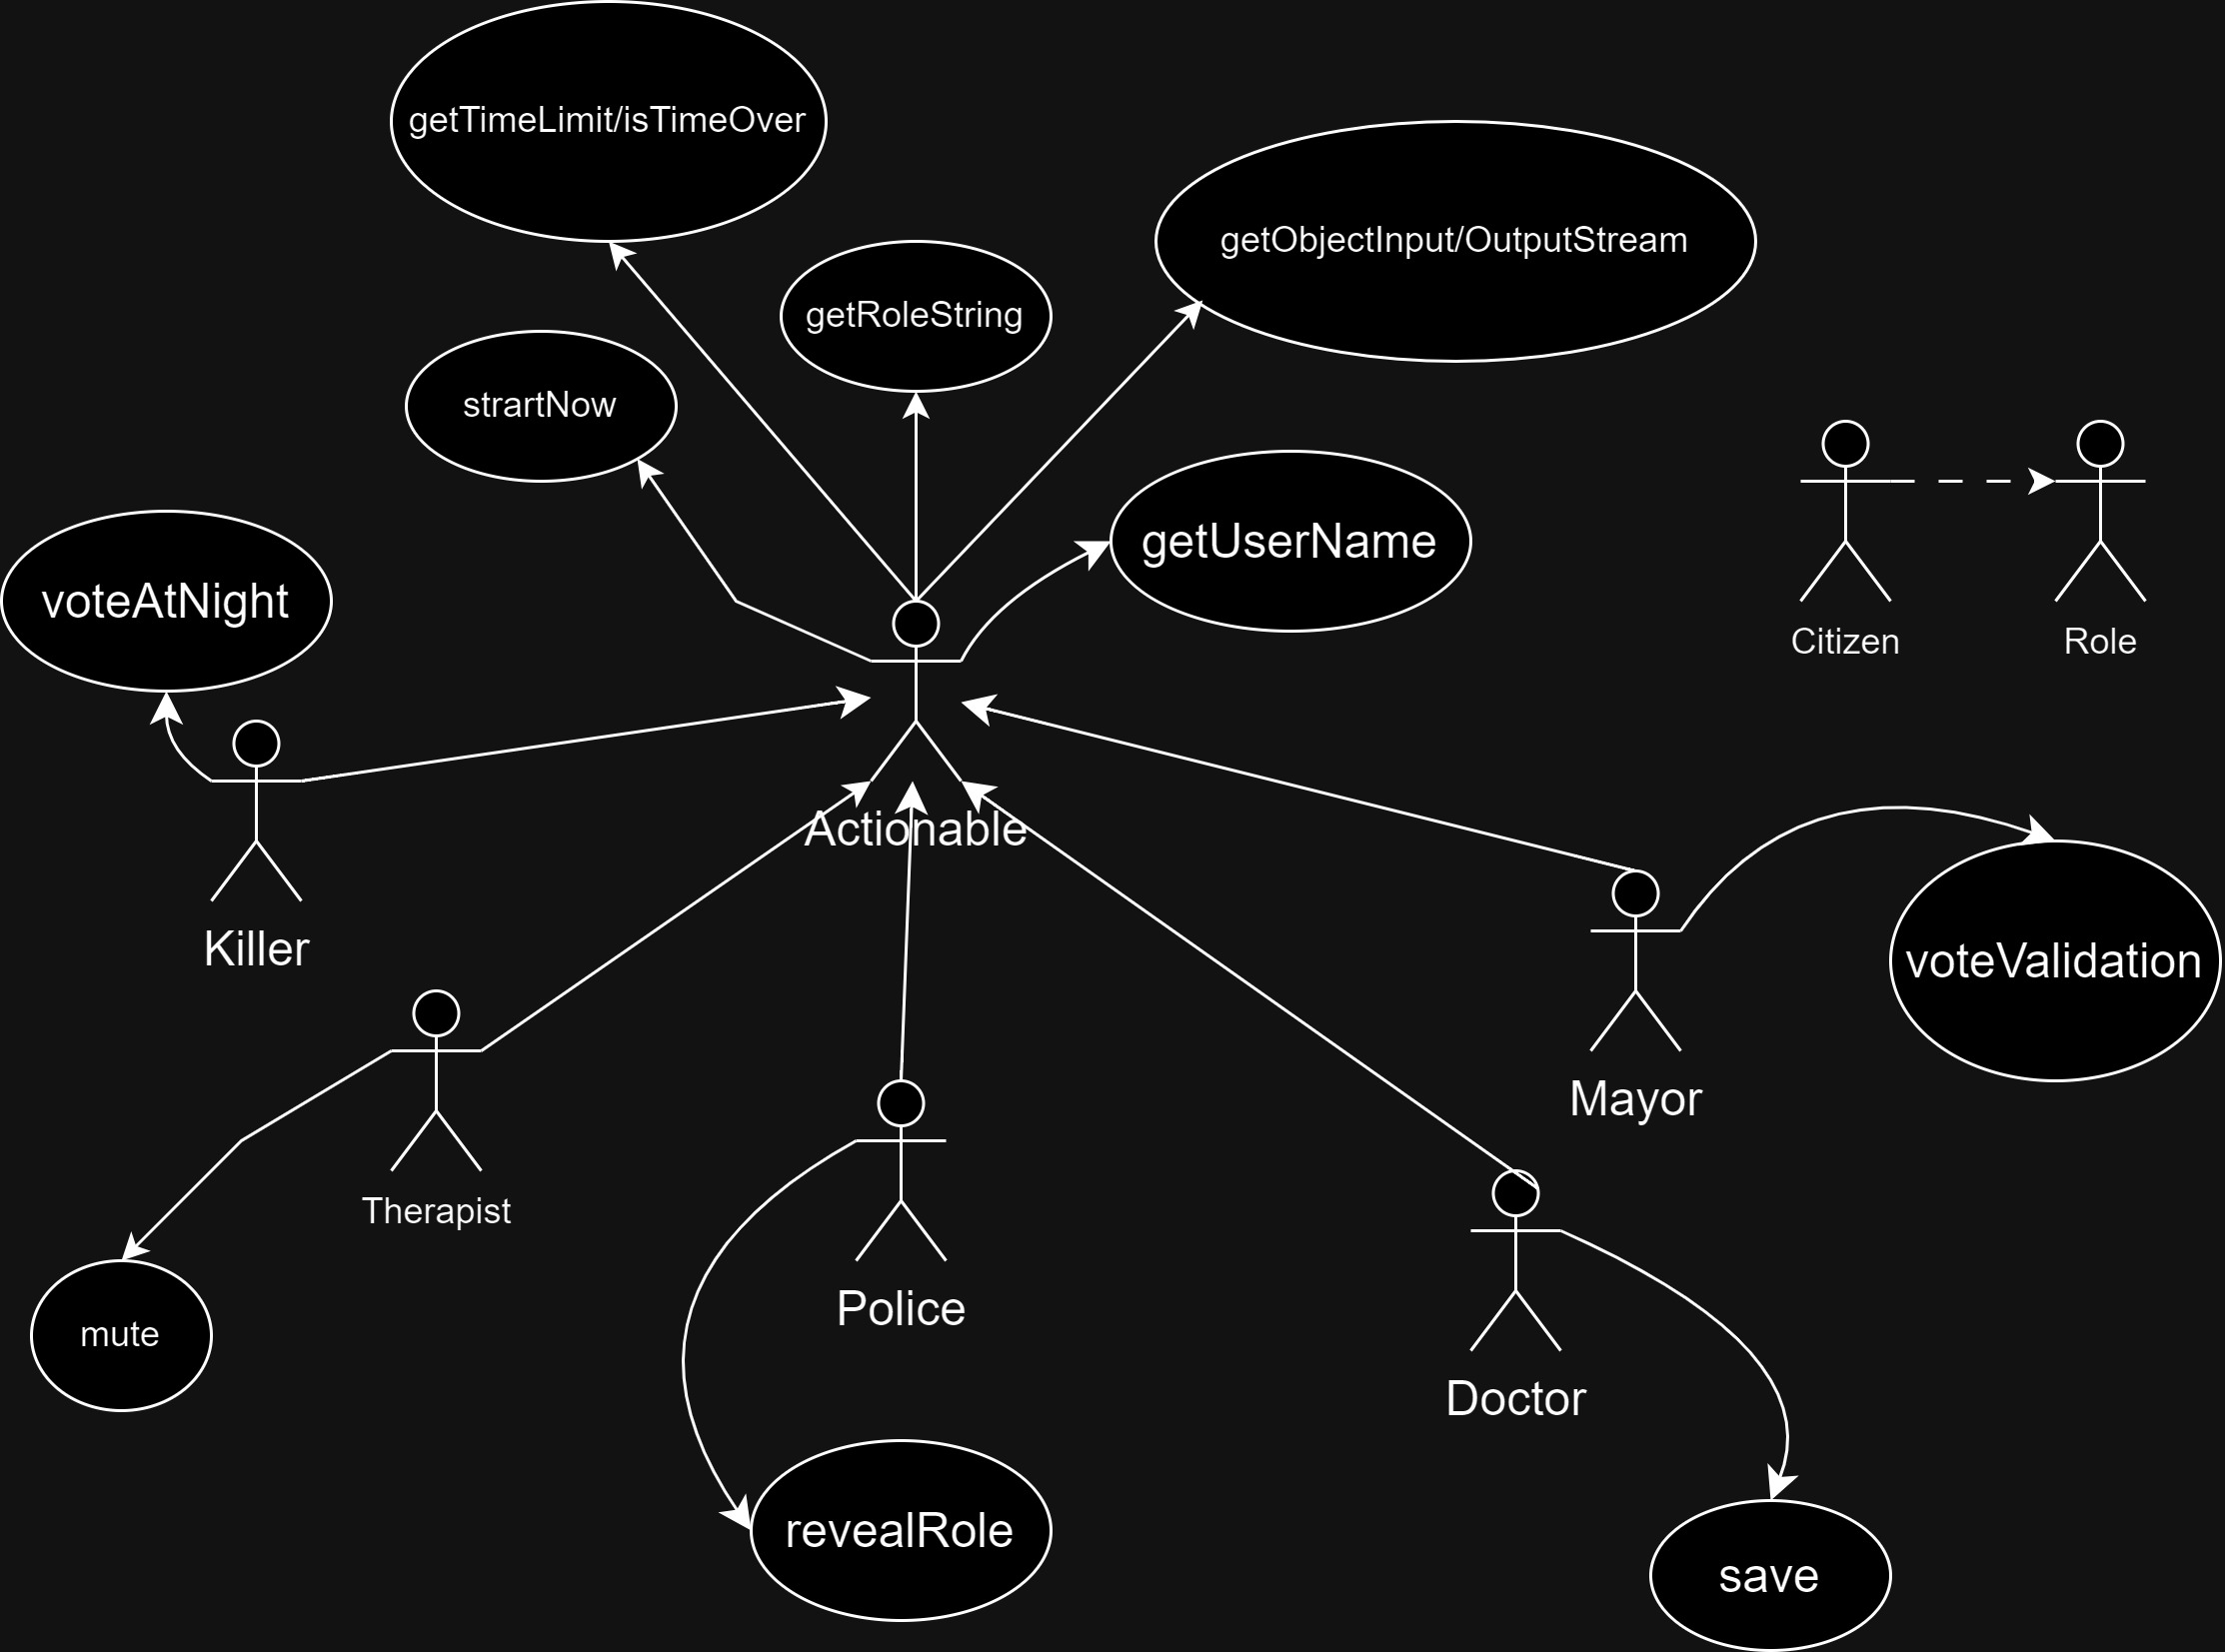 getTimeLimit/isTimeOver
getObjectInput/OutputStream
getRoleString
strartNow
getUserName
voteAtNight
Citizen
Role
Actionable
Killer
voteValidation
Mayor
Therapist
Police
mute
Doctor
revealRole
save